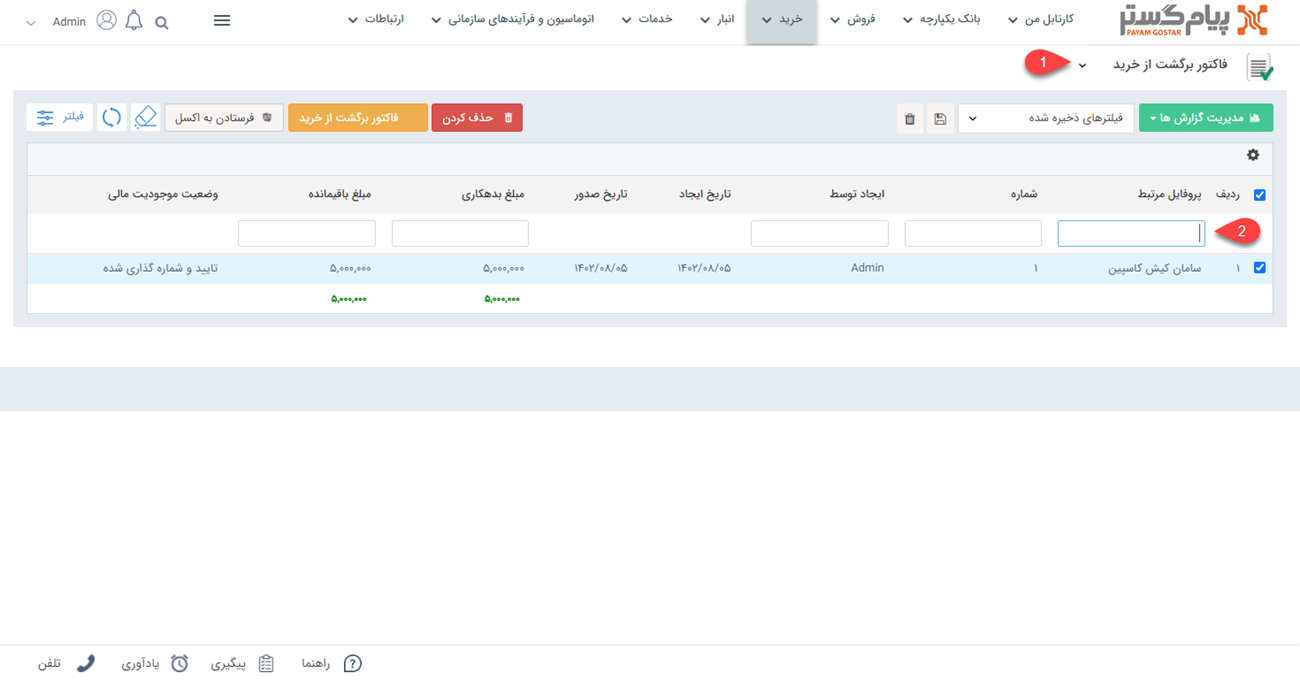 پیام گستر
PAYAM GOSTAR
کارتابل من
بانک یکپارچه
فروش
خرید
انبار
خدمات
اتوماسیون و فرآیندهای سازمانی
ارتباطات
Admin
فاکتور برگشت از خرید
1
مدیریت گزارش ها
فیلترهای ذخیره شده
حذف کردن
فاکتور برگشت از خرید
فرستادن به اکسل
فیلتر
ردیف پروفایل مرتبط شماره ایجاد توسط تاریخ ایجاد تاریخ صدور مبلغ بدهکاری مبلغ باقیمانده وضعیت موجودیت مالی
2
۱ سامان کیش کاسپین ۱ Admin ۱۴۰۲/۰۸/۰۵ ۱۴۰۲/۰۸/۰۵ ۵,۰۰۰,۰۰۰ ۵,۰۰۰,۰۰۰ تایید و شماره گذاری شده
۵,۰۰۰,۰۰۰ ۵,۰۰۰,۰۰۰
راهنما
پیگیری
یادآوری
تلفن